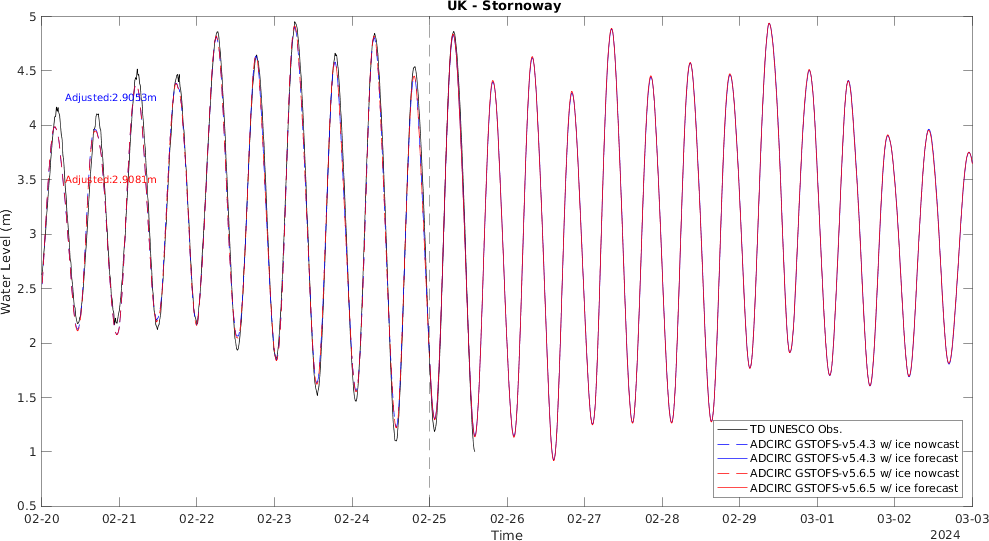 UK - Stornoway
Water Level (m)
5
4.5
4
3.5
3
2.5
2
1.5
1
0.5
Adjusted:2.9053m
Adjusted:2.9081m
TD UNESCO Obs.
ADCIRC GSTOFS-v5.4.3 w/ ice nowcast
ADCIRC GSTOFS-v5.4.3 w/ ice forecast
ADCIRC GSTOFS-v5.6.5 w/ ice nowcast
ADCIRC GSTOFS-v5.6.5 w/ ice forecast
02-20 02-21 02-22 02-23 02-24 02-25 02-26 02-27 02-28 02-29 03-01 03-02 03-03
Time
2024